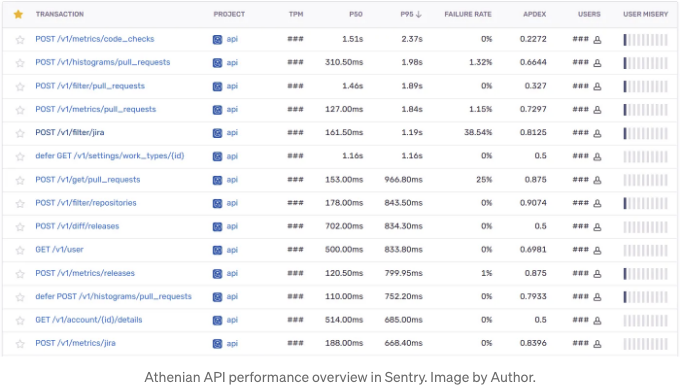 TRANSACTION PROJECT TPM P50 P95 ↓ FAILURE RATE APDEX USERS USER MISERY
POST /v1/metrics/code_checks api ### 1.51s 2.37s 0% 0.2272 ###
POST /v1/histograms/pull_requests api ### 310.50ms 1.98s 1.32% 0.6644 ###
POST /v1/filter/pull_requests api ### 1.46s 1.89s 0% 0.327 ###
POST /v1/metrics/pull_requests api ### 127.00ms 1.84s 1.15% 0.7297 ###
POST /v1/filter/jira api ### 161.50ms 1.19s 38.54% 0.8125 ###
defer GET /v1/settings/work_types/{id} api ### 1.16s 1.16s 0% 0.5 ###
POST /v1/get/pull_requests api ### 153.00ms 966.80ms 25% 0.875 ###
POST /v1/filter/repositories api ### 178.00ms 843.50ms 0% 0.9074 ###
POST /v1/diff/releases api ### 702.00ms 834.30ms 0% 0.5 ###
GET /v1/user api ### 500.00ms 833.80ms 0% 0.6981 ###
POST /v1/metrics/releases api ### 120.50ms 799.95ms 1% 0.875 ###
defer POST /v1/histograms/pull_requests api ### 110.00ms 752.20ms 0% 0.7933 ###
GET /v1/account/{id}/details api ### 514.00ms 685.00ms 0% 0.5 ###
POST /v1/metrics/jira api ### 188.00ms 668.40ms 0% 0.8396 ###
Athenian API performance overview in Sentry. Image by Author.